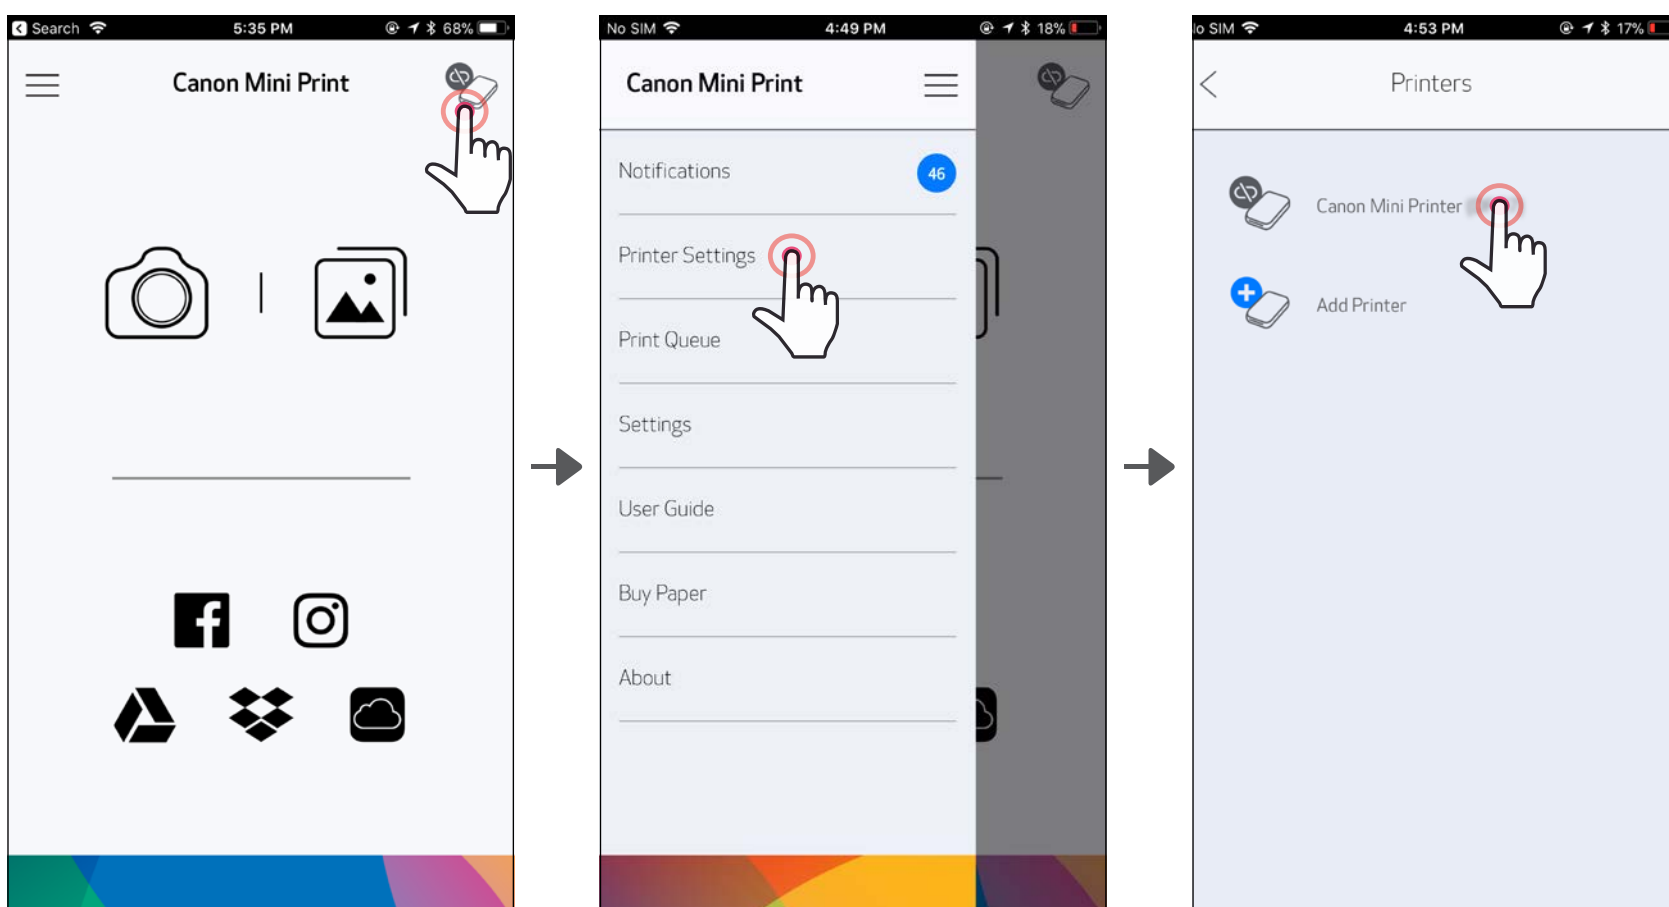 Search 5:35 PM 68%
Canon Mini Print
No SIM 4:49 PM 18%
Canon Mini Print
Notifications 46
Printer Settings
Print Queue
Settings
User Guide
Buy Paper
About
o SIM 4:53 PM 17%
Printers
Canon Mini Printer
Add Printer